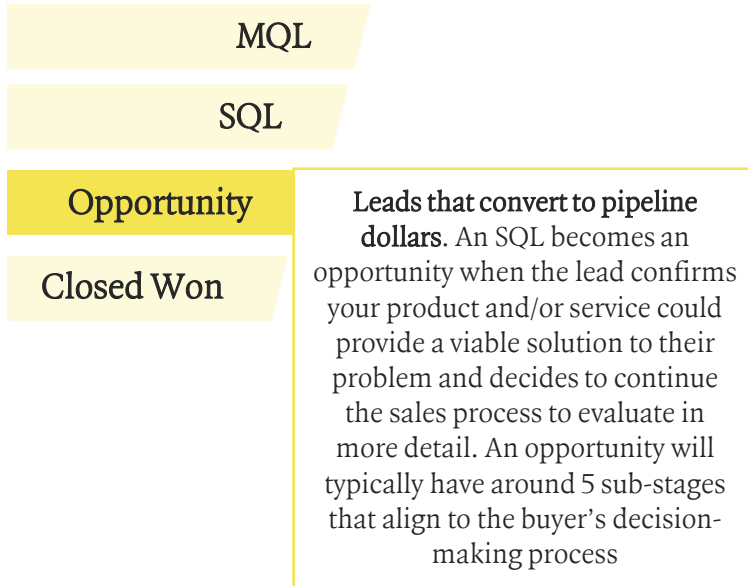 MQL
SQL
Opportunity
Closed Won
Leads that convert to pipeline
dollars. An SQL becomes an
opportunity when the lead confirms
your product and/or service could
provide a viable solution to their
problem and decides to continue
the sales process to evaluate in
more detail. An opportunity will
typically have around 5 sub-stages
that align to the buyer’s decision-
making process